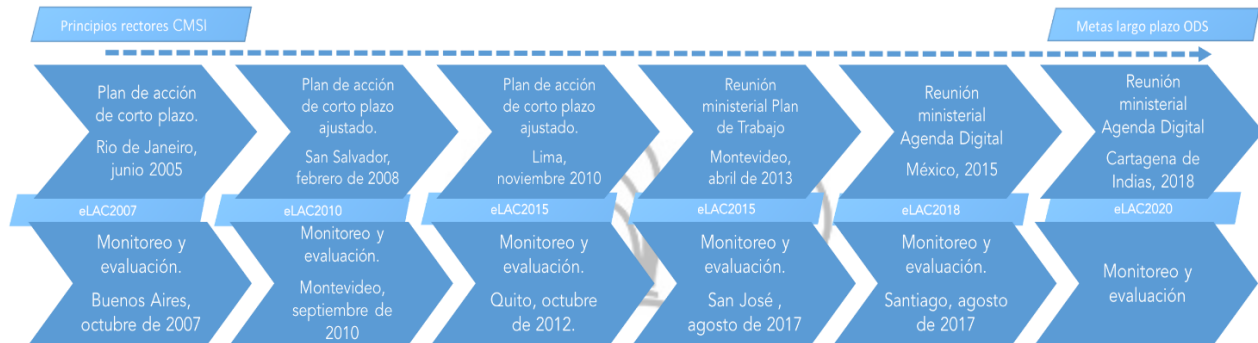 Principios rectores CMSI
Metas largo plazo ODS
Plan de acción
de corto plazo.
Rio de Janeiro,
junio 2005
Plan de acción
de corto plazo
ajustado.
San Salvador,
febrero de 2008
Plan de acción
de corto plazo
ajustado.
Lima,
noviembre 2010
Reunión
ministerial Plan
de Trabajo
Montevideo,
abril de 2013
Reunión
ministerial
Agenda Digital
México, 2015
Reunión
ministerial
Agenda Digital
Cartagena de
Indias, 2018
eLAC2007
eLAC2010
eLAC2015
eLAC2015
eLAC2018
eLAC2020
Monitoreo y
evaluación.
Buenos Aires,
octubre de 2007
Monitoreo y
evaluación.
Montevideo,
septiembre de
2010
Monitoreo y
evaluación.
Quito, octubre
de 2012.
Monitoreo y
evaluación.
San José ,
agosto de 2017
Monitoreo y
evaluación.
Santiago, agosto
de 2017
Monitoreo y
evaluación